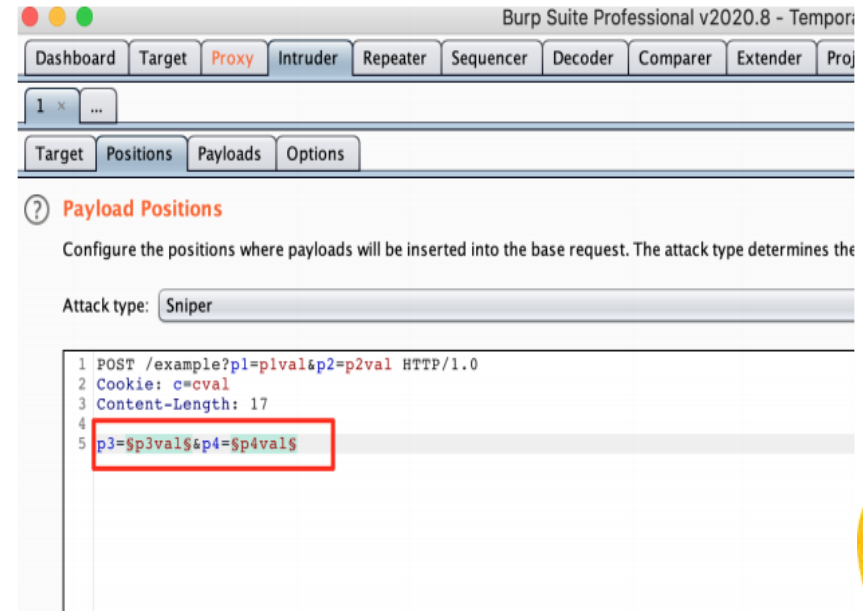 Burp Suite Professional v2020.8 - Tempora
Dashboard Target Proxy Intruder Repeater Sequencer Decoder Comparer Extender Proj
1 × ...
Target Positions Payloads Options
? Payload Positions
Configure the positions where payloads will be inserted into the base request. The attack type determines the
Attack type: Sniper
1 POST /example?p1=p1val&p2=p2val HTTP/1.0
2 Cookie: c=cval
3 Content-Length: 17
4
5 p3=§p3val§&p4=§p4val§